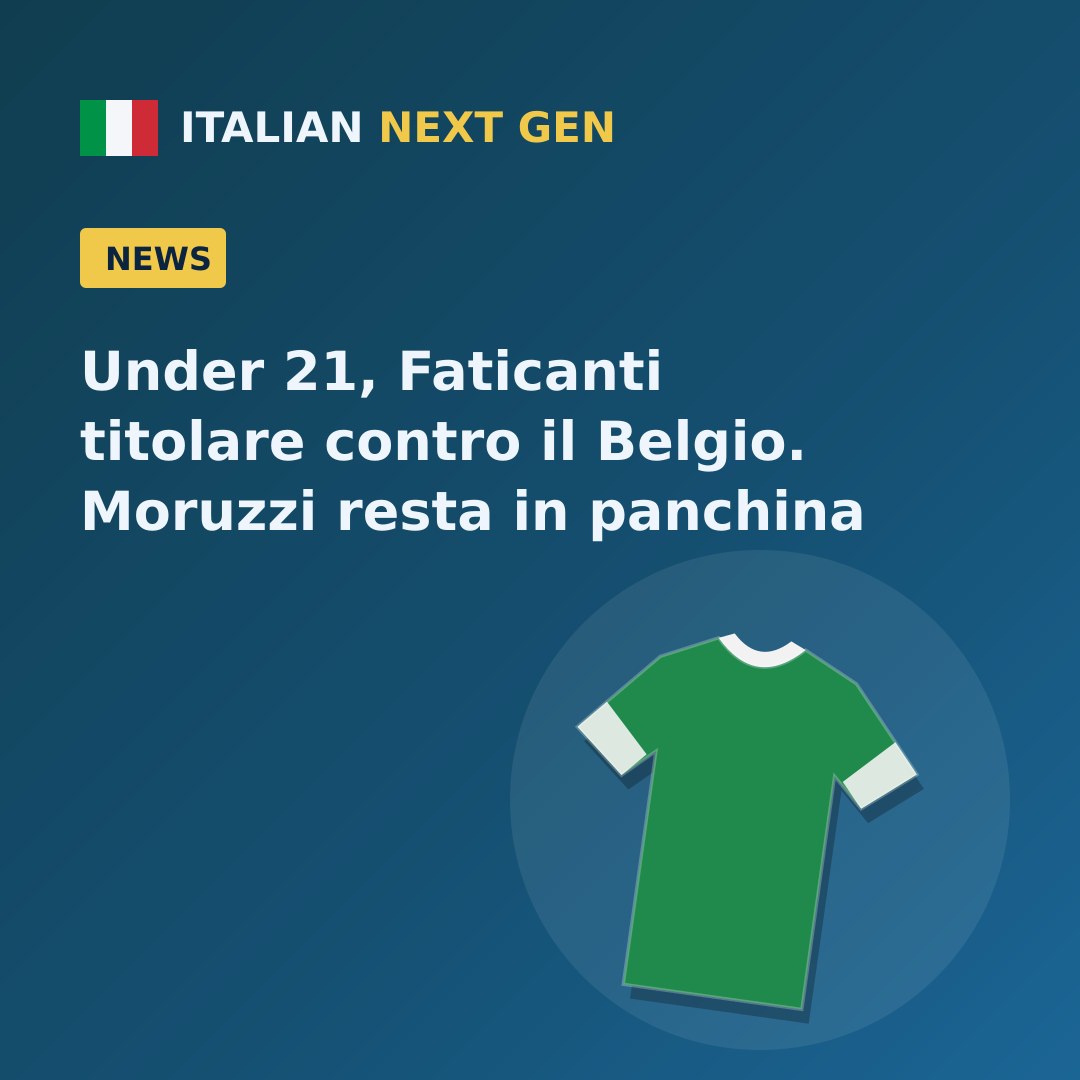 ITALIAN NEXT GEN
NEWS
Under 21, Faticanti
titolare contro il Belgio.
Moruzzi resta in panchina